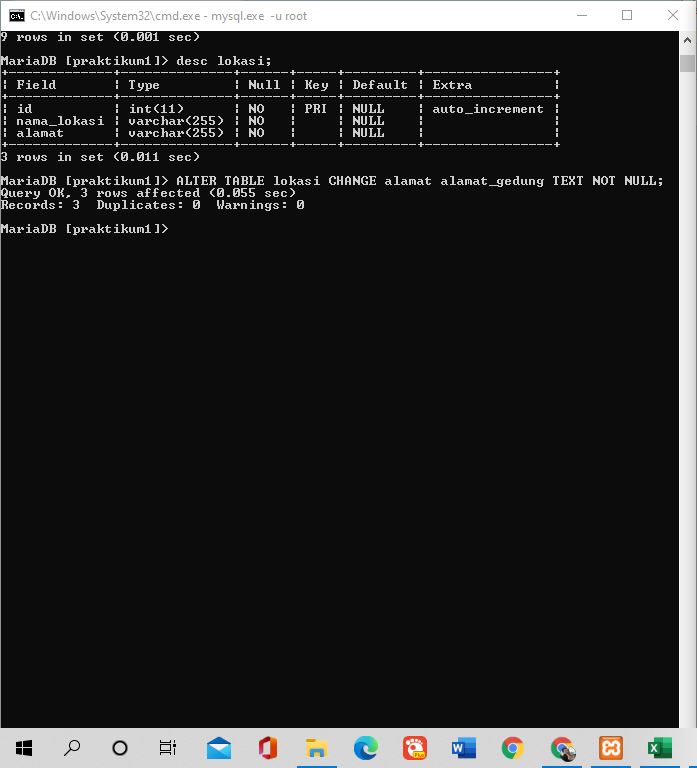 C:\Windows\System32\cmd.exe - mysql.exe -u root
9 rows in set (0.001 sec)
MariaDB [praktikum1]> desc lokasi;
+-------------+--------------+------+-----+---------+----------------+
| Field       | Type         | Null | Key | Default | Extra          |
+-------------+--------------+------+-----+---------+----------------+
| id          | int(11)      | NO   | PRI | NULL    | auto_increment |
| nama_lokasi | varchar(255) | NO   |     | NULL    |                |
| alamat      | varchar(255) | NO   |     | NULL    |                |
+-------------+--------------+------+-----+---------+----------------+
3 rows in set (0.011 sec)
MariaDB [praktikum1]> ALTER TABLE lokasi CHANGE alamat alamat_gedung TEXT NOT NULL;
Query OK, 3 rows affected (0.055 sec)
Records: 3  Duplicates: 0  Warnings: 0
MariaDB [praktikum1]>